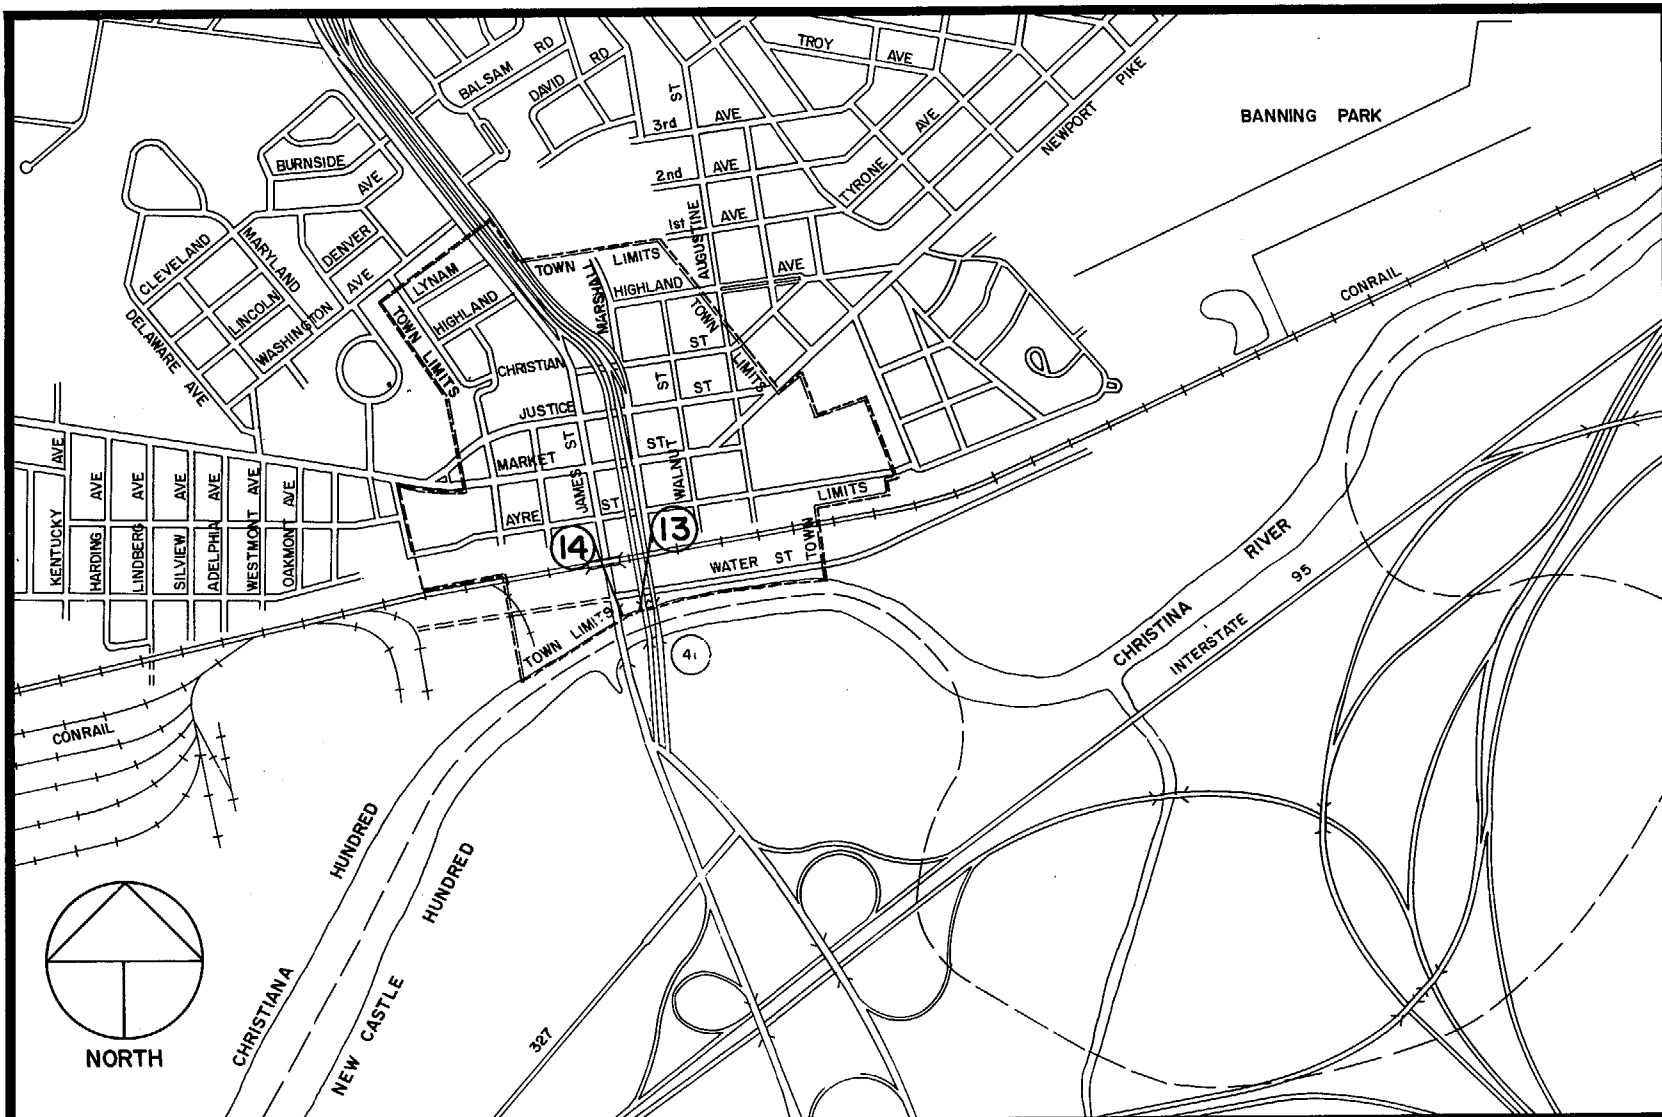 BALSAM RD
DAVID RD
TROY AVE
ST
3rd AVE
2nd AVE
1st AVE
AVE
TYRONE
NEWPORT PIKE
BANNING PARK
BURNSIDE
AVE
DENVER
AVE
CLEVELAND
MARYLAND
LINCOLN
WASHINGTON
DELAWARE AVE
LYNAM
HIGHLAND
TOWN LIMITS
TOWN LIMITS
MARSHALL
HIGHLAND AVE
AUGUSTINE
TOWN LIMITS
CONRAIL
CHRISTIAN ST
JUSTICE ST
ST
MARKET ST
JAMES ST
WALNUT
AYRE ST
LIMITS
TOWN
14
13
WATER ST
TOWN LIMITS
KENTUCKY AVE
HARDING AVE
LINDBERG AVE
SILVIEW AVE
ADELPHIA AVE
WESTMONT AVE
OAKMONT AVE
CHRISTINA RIVER
INTERSTATE 95
CONRAIL
CHRISTIANA HUNDRED
NEW CASTLE HUNDRED
327
NORTH